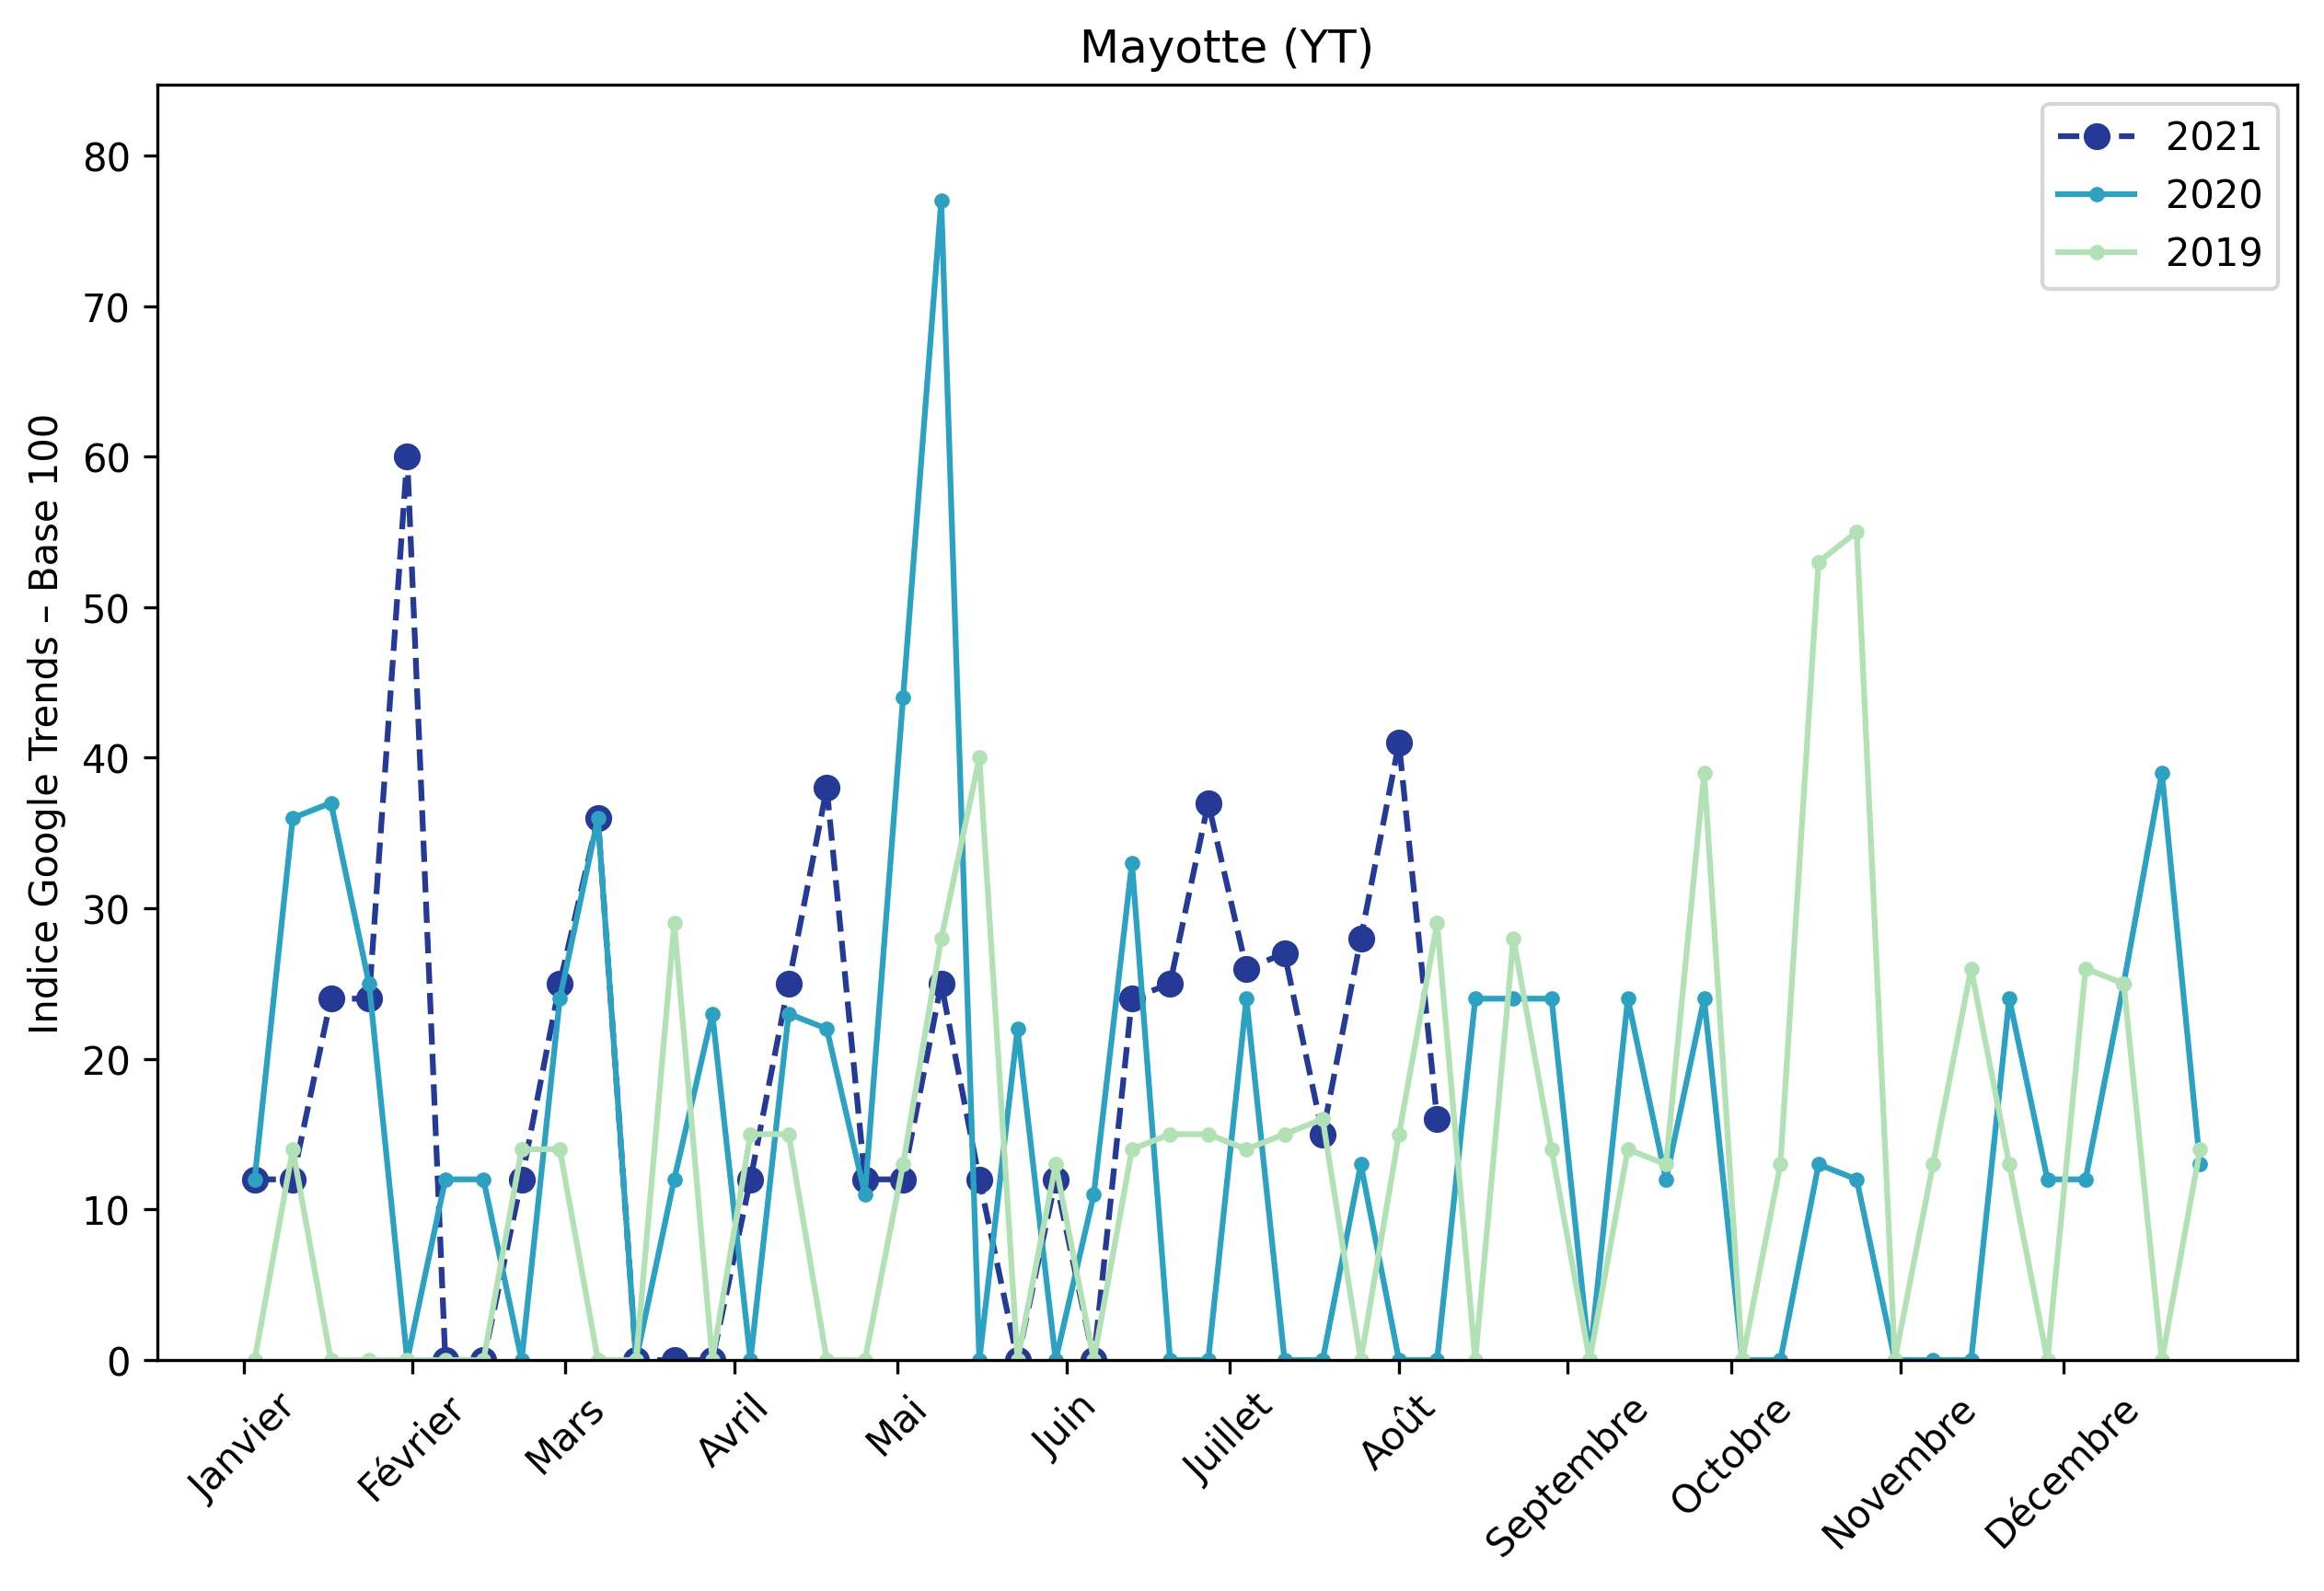 Mayotte (YT)
Indice Google Trends – Base 100
80
70
60
50
40
30
20
10
0
2021
2020
2019
Janvier
Février
Mars
Avril
Mai
Juin
Juillet
Août
Septembre
Octobre
Novembre
Décembre